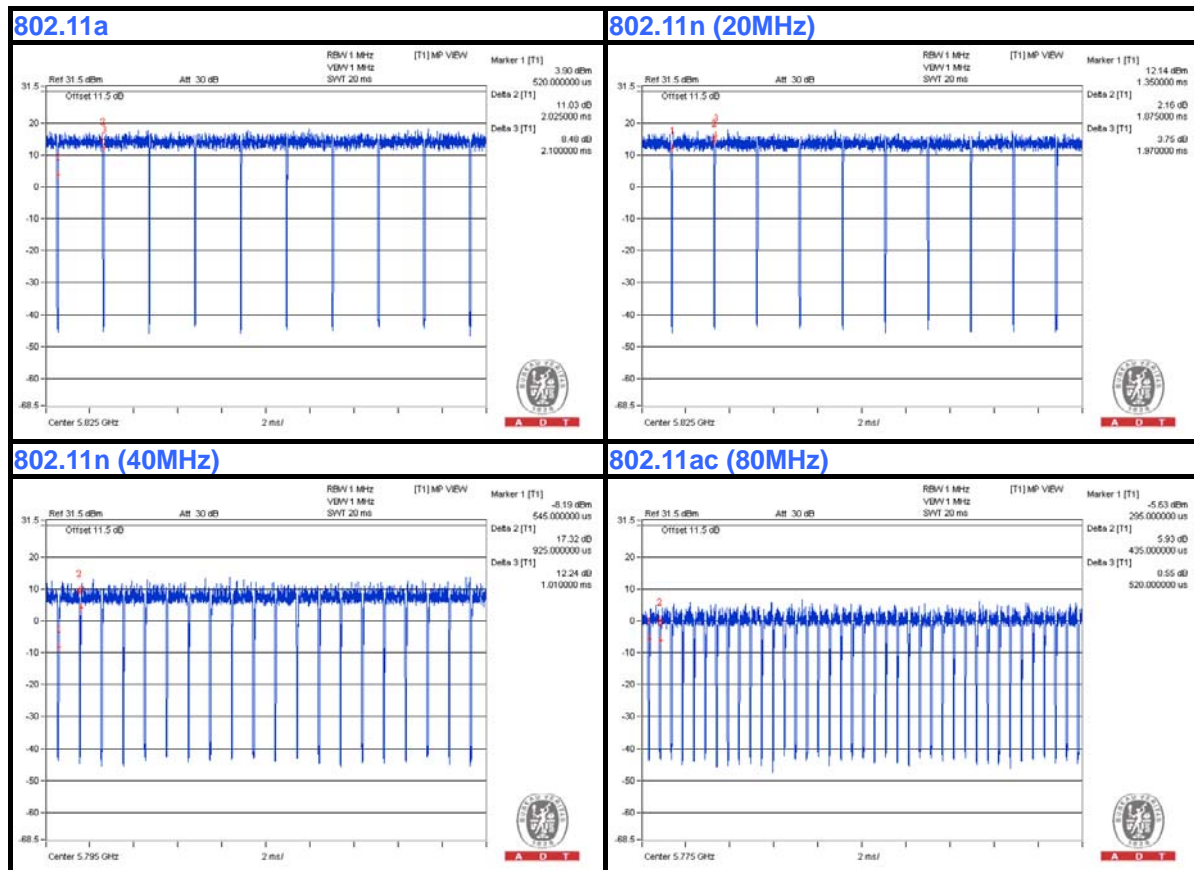 802.11a
RBW 1 MHz
[T1] MP VIEW
VBW 1 MHz
SWT 20 ms
Ref 31.5 dBm
Att 30 dB
Offset 11.5 dB
Marker 1 [T1]
3.90 dBm
520.000000 us
Delta 2 [T1]
11.03 dB
2.025000 ms
Delta 3 [T1]
8.48 dB
2.100000 ms
31.5
20
10
0
-10
-20
-30
-40
-50
-60
-68.5
Center 5.825 GHz
2 ms/
A D T
802.11n (20MHz)
RBW 1 MHz
[T1] MP VIEW
VBW 1 MHz
SWT 20 ms
Ref 31.5 dBm
Att 30 dB
Offset 11.5 dB
Marker 1 [T1]
12.14 dBm
1.350000 ms
Delta 2 [T1]
2.16 dB
1.875000 ms
Delta 3 [T1]
3.75 dB
1.970000 ms
31.5
20
10
0
-10
-20
-30
-40
-50
-60
-68.5
Center 5.825 GHz
2 ms/
A D T
802.11n (40MHz)
RBW 1 MHz
[T1] MP VIEW
VBW 1 MHz
SWT 20 ms
Ref 31.5 dBm
Att 30 dB
Offset 11.5 dB
Marker 1 [T1]
-8.19 dBm
545.000000 us
Delta 2 [T1]
17.32 dB
925.000000 us
Delta 3 [T1]
12.24 dB
1.010000 ms
31.5
20
10
0
-10
-20
-30
-40
-50
-60
-68.5
Center 5.795 GHz
2 ms/
A D T
802.11ac (80MHz)
RBW 1 MHz
[T1] MP VIEW
VBW 1 MHz
SWT 20 ms
Ref 31.5 dBm
Att 30 dB
Offset 11.5 dB
Marker 1 [T1]
-5.63 dBm
295.000000 us
Delta 2 [T1]
5.93 dB
435.000000 us
Delta 3 [T1]
0.55 dB
520.000000 us
31.5
20
10
0
-10
-20
-30
-40
-50
-60
-68.5
Center 5.775 GHz
2 ms/
A D T